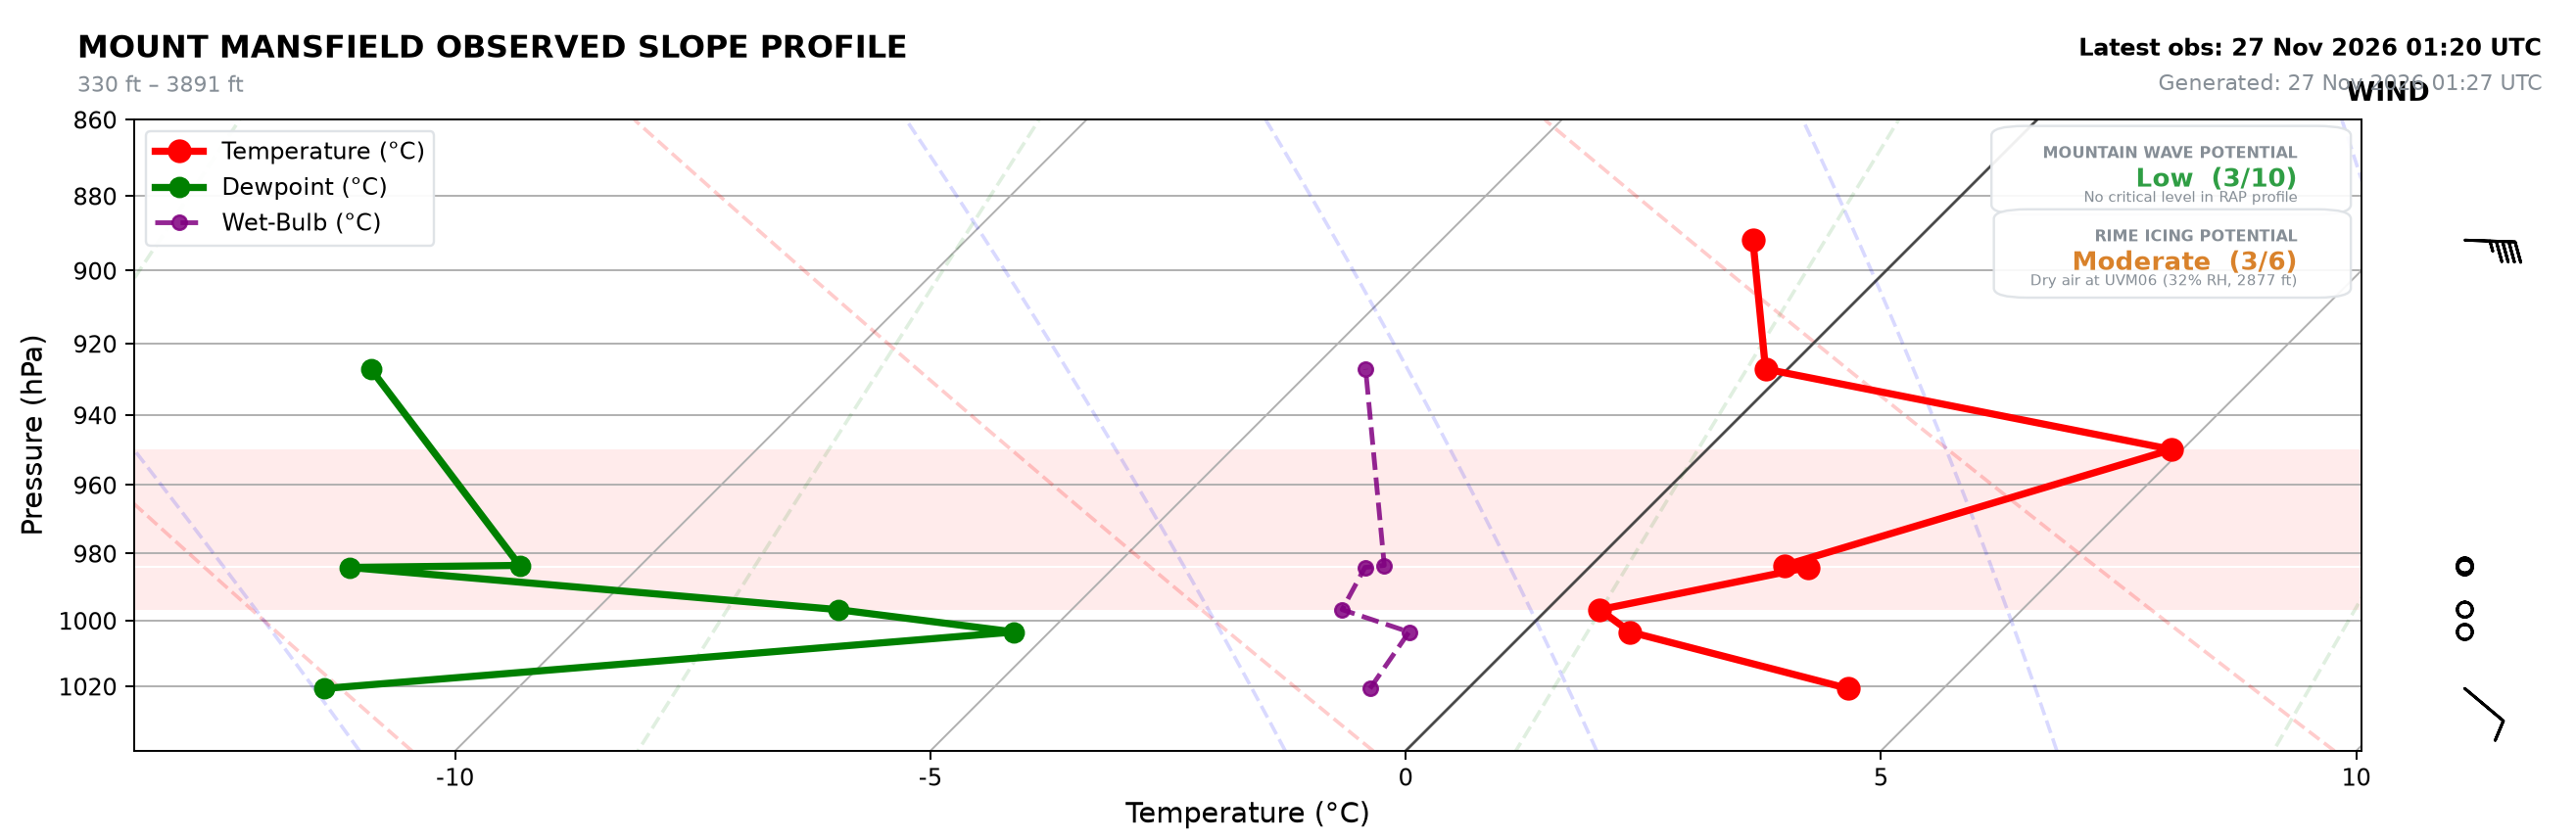 MOUNT MANSFIELD OBSERVED SLOPE PROFILE
330 ft – 3891 ft
Latest obs: 27 Nov 2026 01:20 UTC
Generated: 27 Nov 2026 01:27 UTC
WIND
Temperature (°C)
Dewpoint (°C)
Wet-Bulb (°C)
MOUNTAIN WAVE POTENTIAL
Low (3/10)
No critical level in RAP profile
RIME ICING POTENTIAL
Moderate (3/6)
Dry air at UVM06 (32% RH, 2877 ft)
Pressure (hPa)
860
880
900
920
940
960
980
1000
1020
-10
-5
0
5
10
Temperature (°C)